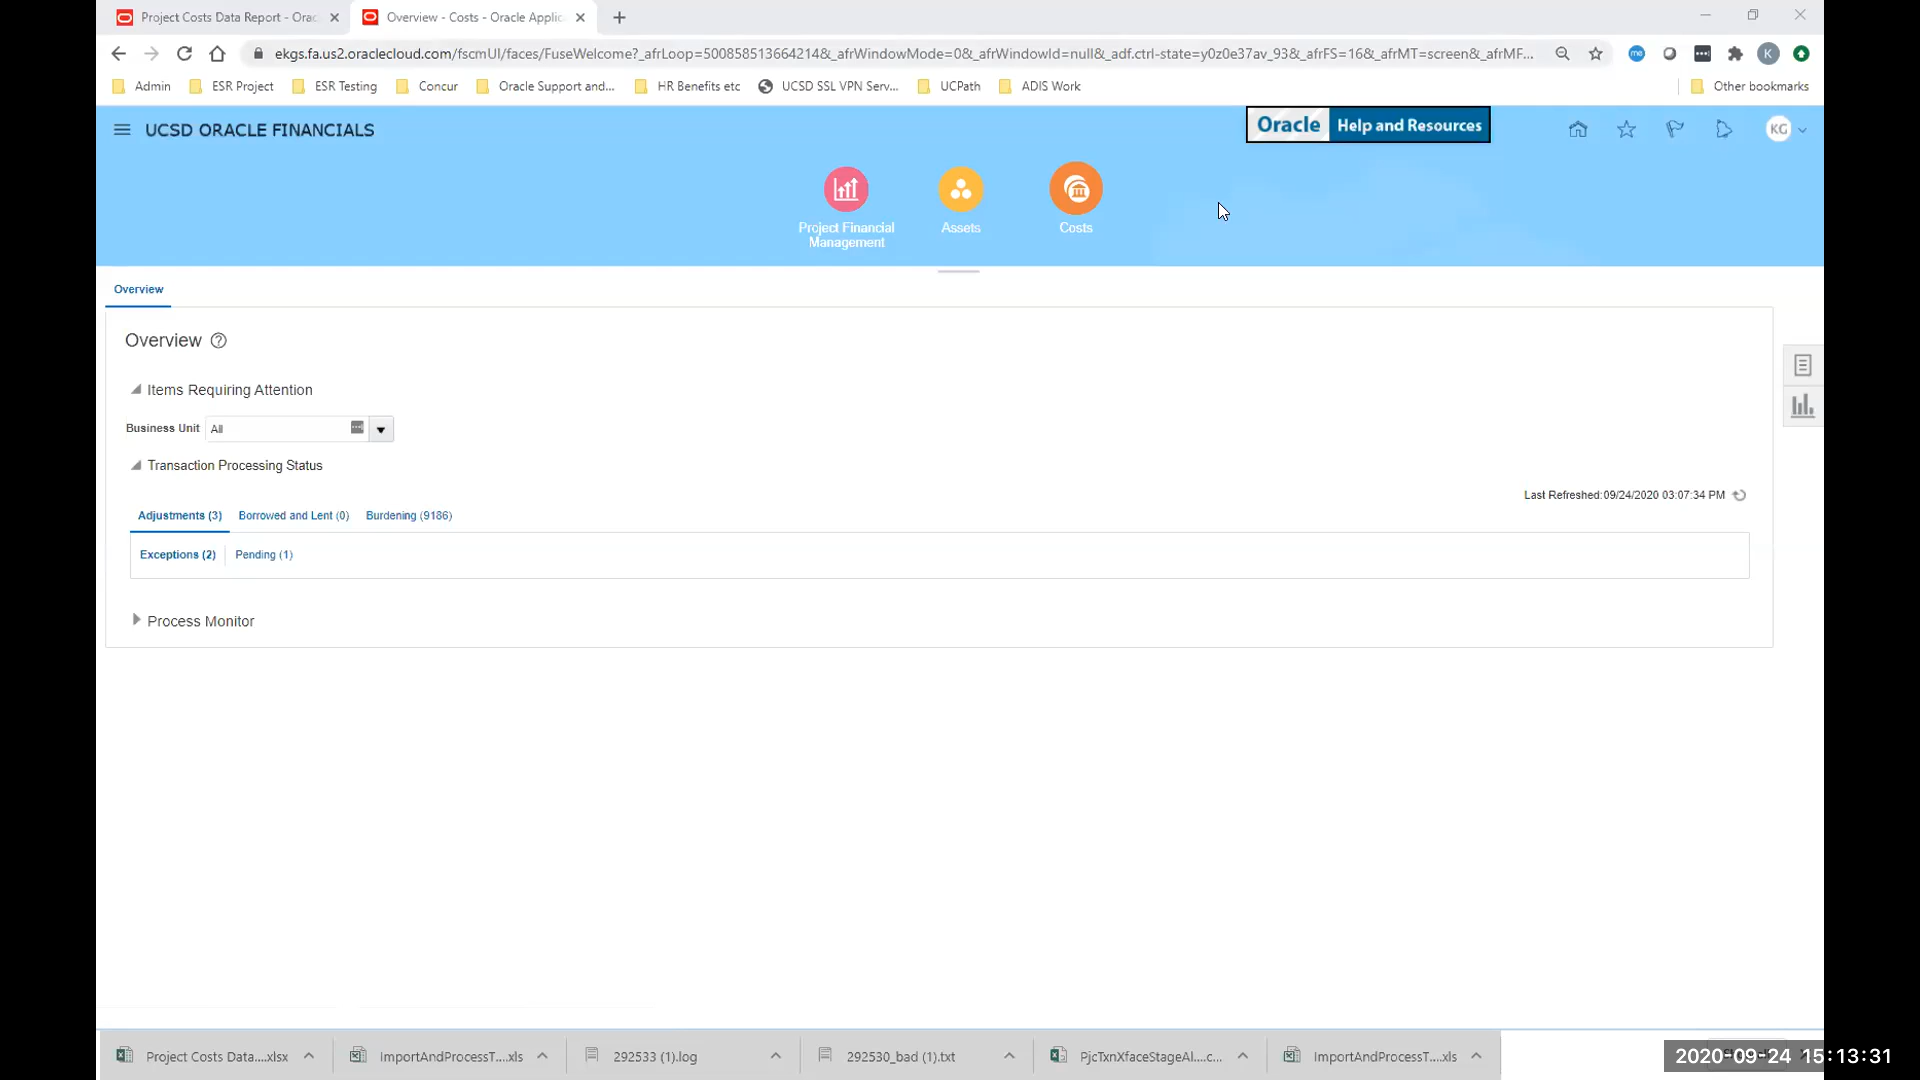 Project Costs Data Report - Orac
Overview - Costs - Oracle Applic
ekgs.fa.us2.oraclecloud.com/fscmUI/faces/FuseWelcome?_afrLoop=500858513664214&_afrWindowMode=0&_afrWindowId=null&_adf.ctrl-state=y0z0e37av_93&_afrFS=16&_afrMT=screen&_afrMF...
K
Admin ESR Project ESR Testing Concur Oracle Support and... HR Benefits etc UCSD SSL VPN Serv... UCPath ADIS Work Other bookmarks
UCSD ORACLE FINANCIALS
Oracle Help and Resources
KG
Project Financial
Management
Assets
Costs
Overview
Overview
Items Requiring Attention
Business Unit All
Transaction Processing Status
Last Refreshed:09/24/2020 03:07:34 PM
Adjustments (3) Borrowed and Lent (0) Burdening (9186)
Exceptions (2) Pending (1)
Process Monitor
Project Costs Data....xlsx ImportAndProcessT....xls 292533 (1).log 292530_bad (1).txt PjcTxnXfaceStageAl....c... ImportAndProcessT....xls
2020-09-24 15:13:31